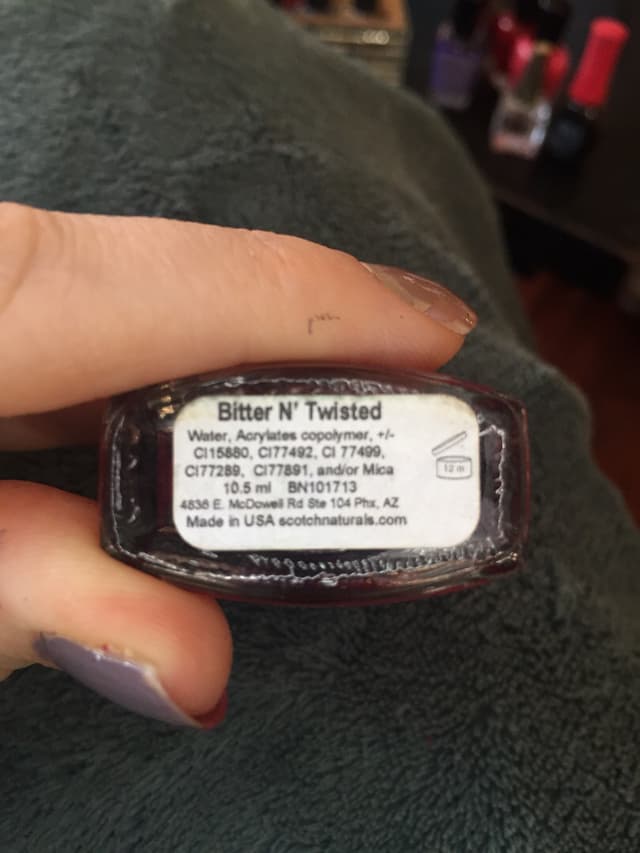 Bitter N' Twisted
Water, Acrylates copolymer, +/-
CI15880, CI77492, CI 77499,
CI77289, CI77891, and/or Mica
12 m
10.5 ml BN101713
4836 E. McDowell Rd Ste 104 Phx, AZ
Made in USA scotchnaturals.com